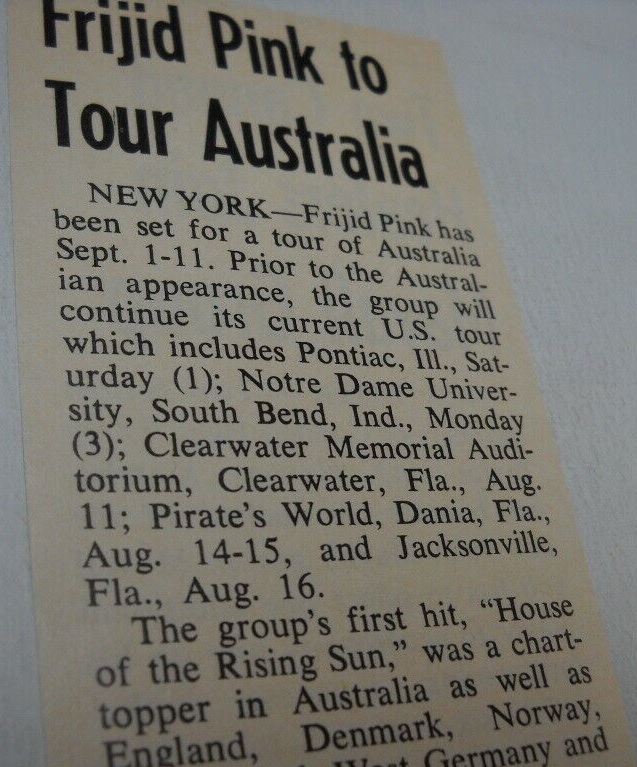 Frijid Pink to
Tour Australia
NEW YORK—Frijid Pink has
been set for a tour of Australia
Sept. 1-11. Prior to the Austral-
ian appearance, the group will
continue its current U.S. tour
which includes Pontiac, Ill., Sat-
urday (1); Notre Dame Univer-
sity, South Bend, Ind., Monday
(3); Clearwater Memorial Audi-
torium, Clearwater, Fla., Aug.
11; Pirate's World, Dania, Fla.,
Aug. 14-15, and Jacksonville,
Fla., Aug. 16.
The group's first hit, “House
of the Rising Sun,” was a chart-
topper in Australia as well as
England, Denmark, Norway,
West Germany and